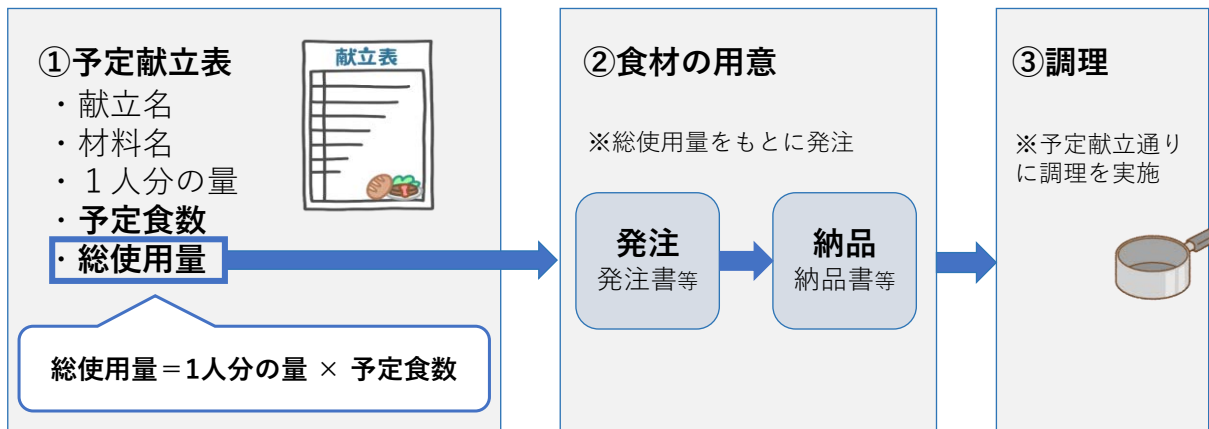 ①予定献立表
・献立名
・材料名
・１人分の量
・予定食数
・総使用量
献立表
総使用量＝1人分の量 × 予定食数
②食材の用意
※総使用量をもとに発注
発注
発注書等
納品
納品書等
③調理
※予定献立通り
に調理を実施